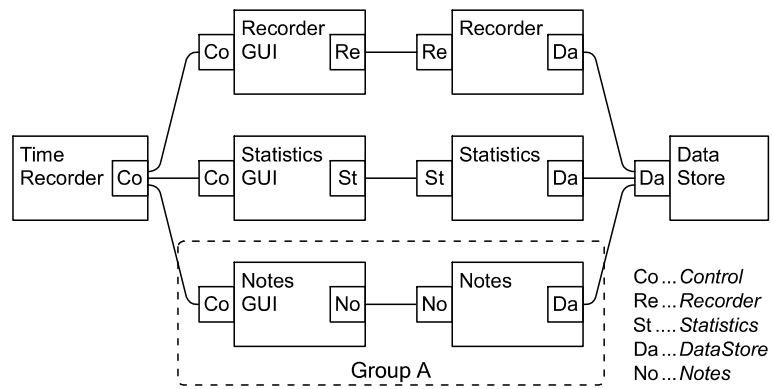 Recorder
GUI
Co
Re
Recorder
Re
Da
Time
Recorder
Co
Statistics
GUI
Co
St
Statistics
St
Da
Data
Store
Da
Notes
GUI
Co
No
Notes
No
Da
Group A
Co ... Control
Re ... Recorder
St .... Statistics
Da ... DataStore
No ... Notes